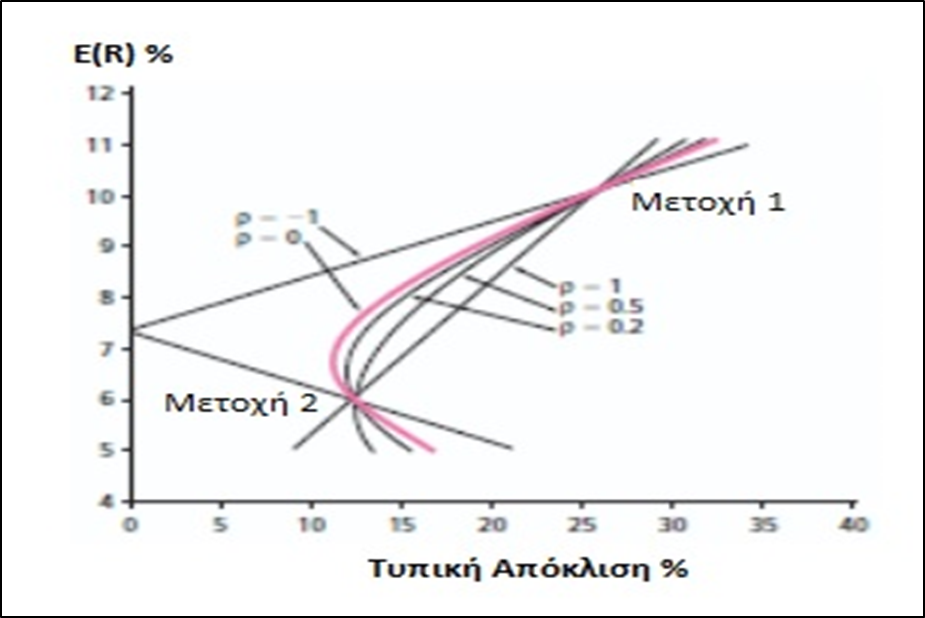 E(R) %
12
11
10
9
8
7
6
5
4
0 5 10 15 20 25 30 35 40
Τυπική Απόκλιση %
ρ = −1
ρ = 0
Μετοχή 1
ρ = 1
ρ = 0.5
ρ = 0.2
Μετοχή 2